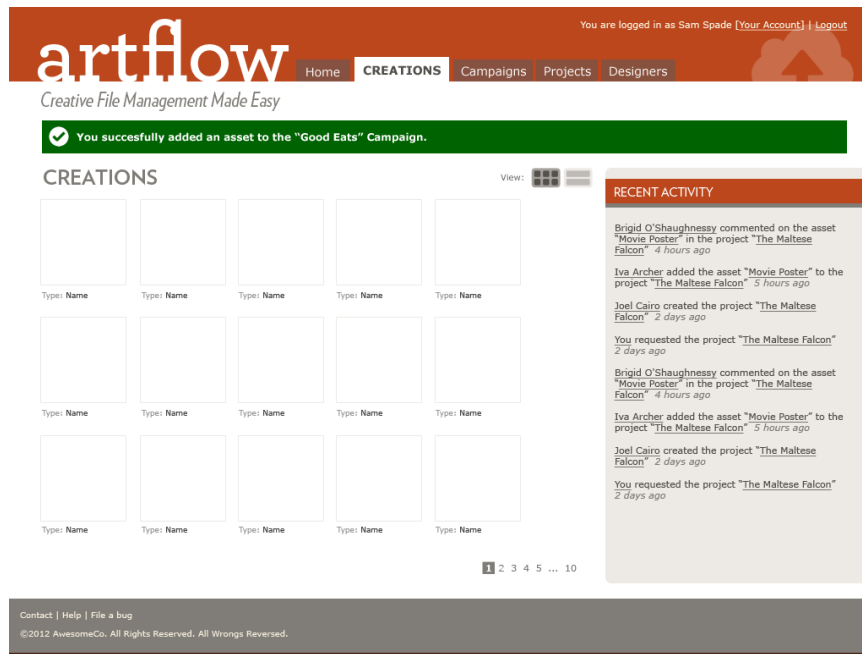 You are logged in as Sam Spade [Your Account] | Logout
artflow
Home CREATIONS Campaigns Projects Designers
Creative File Management Made Easy
You succesfully added an asset to the “Good Eats” Campaign.
CREATIONS
View:
Type: Name Type: Name Type: Name Type: Name Type: Name
Type: Name Type: Name Type: Name Type: Name Type: Name
Type: Name Type: Name Type: Name Type: Name Type: Name
1 2 3 4 5 ... 10
RECENT ACTIVITY
Brigid O'Shaughnessy commented on the asset
“Movie Poster” in the project “The Maltese
Falcon” 4 hours ago
Iva Archer added the asset “Movie Poster” to the
project “The Maltese Falcon” 5 hours ago
Joel Cairo created the project “The Maltese
Falcon” 2 days ago
You requested the project “The Maltese Falcon”
2 days ago
Brigid O'Shaughnessy commented on the asset
“Movie Poster” in the project “The Maltese
Falcon” 4 hours ago
Iva Archer added the asset “Movie Poster” to the
project “The Maltese Falcon” 5 hours ago
Joel Cairo created the project “The Maltese
Falcon” 2 days ago
You requested the project “The Maltese Falcon”
2 days ago
Contact | Help | File a bug
©2012 AwesomeCo. All Rights Reserved. All Wrongs Reversed.